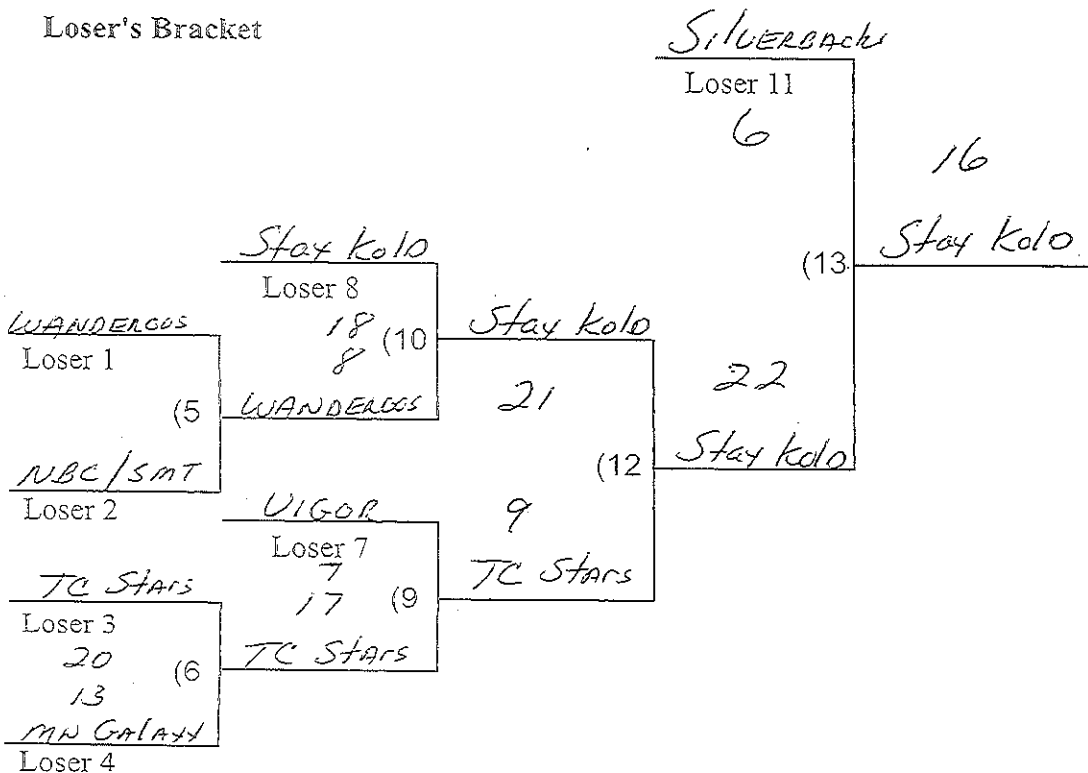 Loser's Bracket
Silverbacks
Loser 11
6
16
Stay Kolo
(13
Stay Kolo
Loser 8
18
8
(10
Stay Kolo
WANDEROOS
Loser 1
(5
WANDEROOS
21
22
NBC/SMT
Loser 2
(12
Stay Kolo
VIGOR
Loser 7
7
17
(9
9
TC Stars
TC Stars
Loser 3
20
13
(6
TC Stars
MN GALAXY
Loser 4